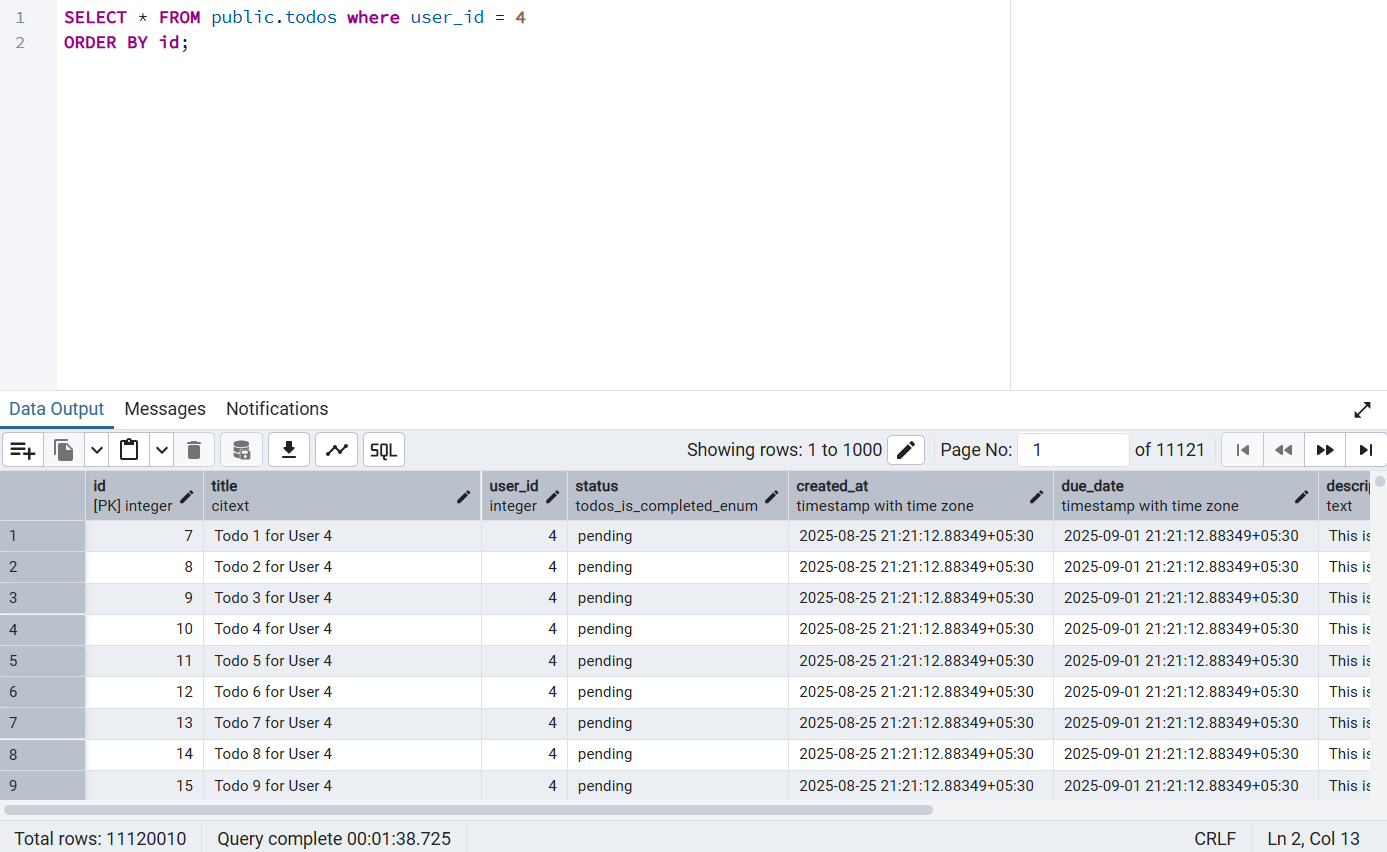 1 SELECT * FROM public.todos where user_id = 4
2 ORDER BY id;
Data Output Messages Notifications
SQL Showing rows: 1 to 1000 Page No: 1 of 11121
id title user_id status created_at due_date descrip
[PK] integer citext integer todos_is_completed_enum timestamp with time zone timestamp with time zone text
1 7 Todo 1 for User 4 4 pending 2025-08-25 21:21:12.88349+05:30 2025-09-01 21:21:12.88349+05:30 This is
2 8 Todo 2 for User 4 4 pending 2025-08-25 21:21:12.88349+05:30 2025-09-01 21:21:12.88349+05:30 This is
3 9 Todo 3 for User 4 4 pending 2025-08-25 21:21:12.88349+05:30 2025-09-01 21:21:12.88349+05:30 This is
4 10 Todo 4 for User 4 4 pending 2025-08-25 21:21:12.88349+05:30 2025-09-01 21:21:12.88349+05:30 This is
5 11 Todo 5 for User 4 4 pending 2025-08-25 21:21:12.88349+05:30 2025-09-01 21:21:12.88349+05:30 This is
6 12 Todo 6 for User 4 4 pending 2025-08-25 21:21:12.88349+05:30 2025-09-01 21:21:12.88349+05:30 This is
7 13 Todo 7 for User 4 4 pending 2025-08-25 21:21:12.88349+05:30 2025-09-01 21:21:12.88349+05:30 This is
8 14 Todo 8 for User 4 4 pending 2025-08-25 21:21:12.88349+05:30 2025-09-01 21:21:12.88349+05:30 This is
9 15 Todo 9 for User 4 4 pending 2025-08-25 21:21:12.88349+05:30 2025-09-01 21:21:12.88349+05:30 This is
Total rows: 11120010 Query complete 00:01:38.725 CRLF Ln 2, Col 13